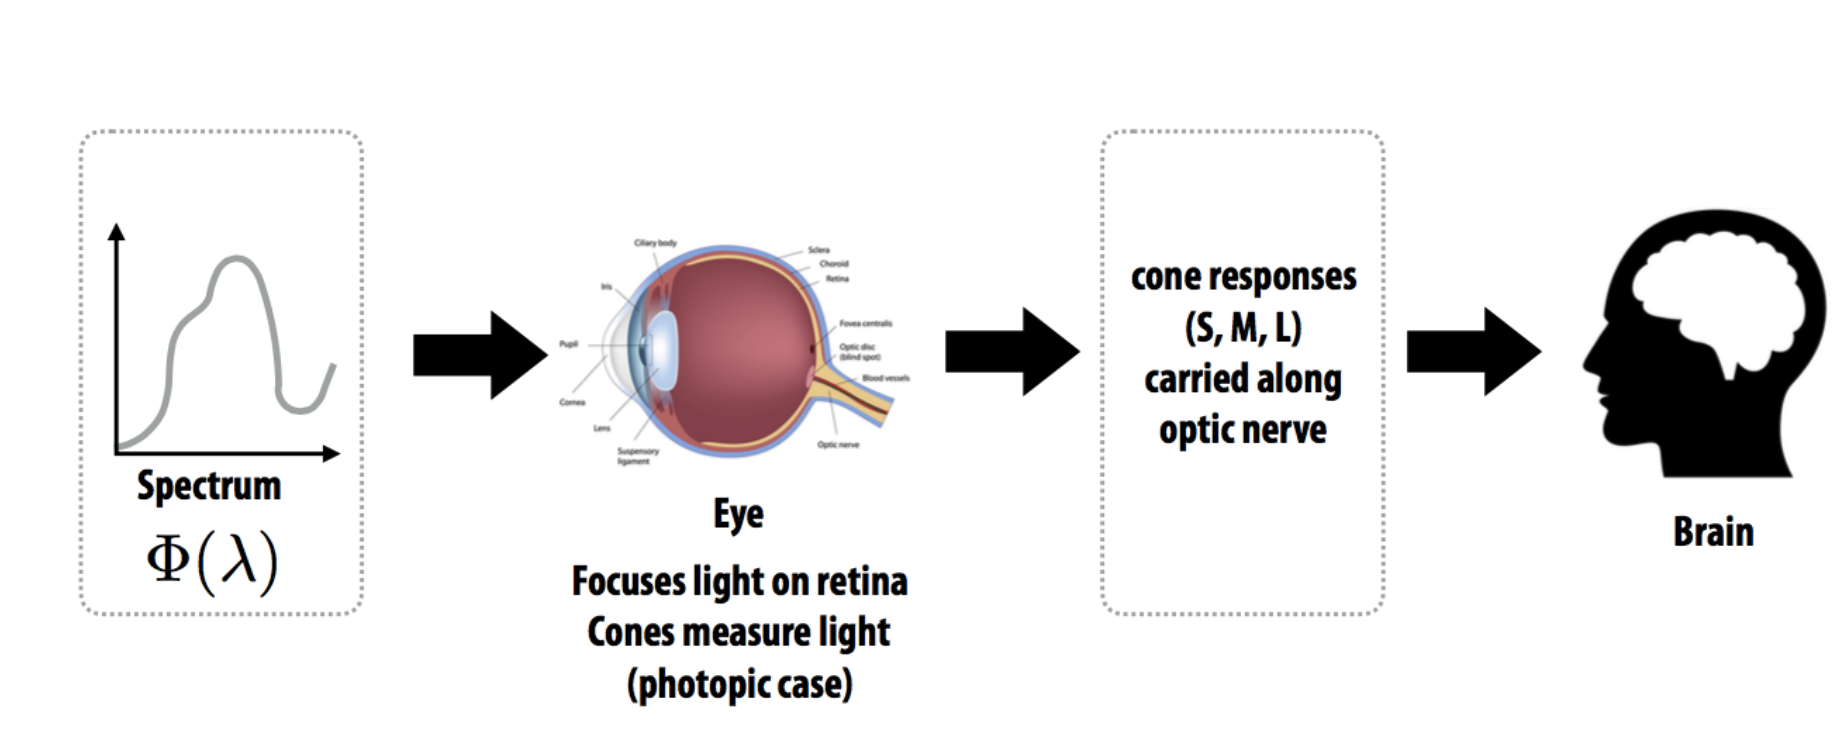 Spectrum
Φ(λ)
Ciliary body
Sclera
Choroid
Retina
Iris
Fovea centralis
Pupil
Optic disc
(blind spot)
Blood vessels
Cornea
Lens
Suspensory
ligament
Optic nerve
Eye
Focuses light on retina
Cones measure light
(photopic case)
cone responses
(S, M, L)
carried along
optic nerve
Brain